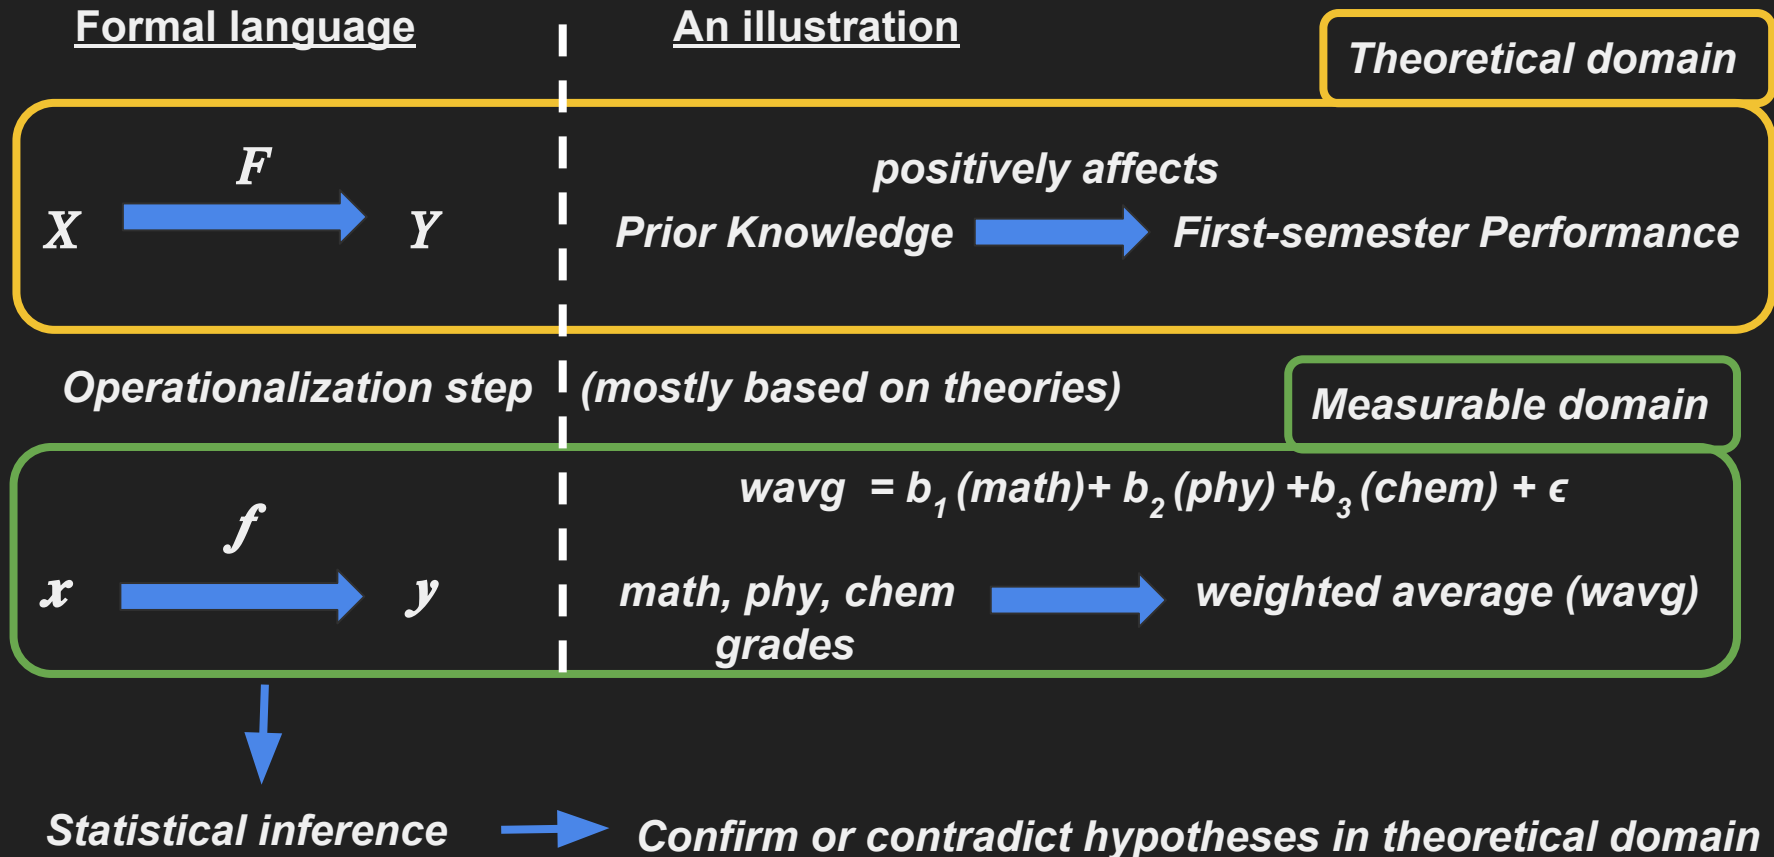 Formal language
An illustration
Theoretical domain
F
X
Y
positively affects
Prior Knowledge
First-semester Performance
Operationalization step
(mostly based on theories)
Measurable domain
f
x
y
wavg = b1 (math)+ b2 (phy) +b3 (chem) + ϵ
math, phy, chem
grades
weighted average (wavg)
Statistical inference
Confirm or contradict hypotheses in theoretical domain